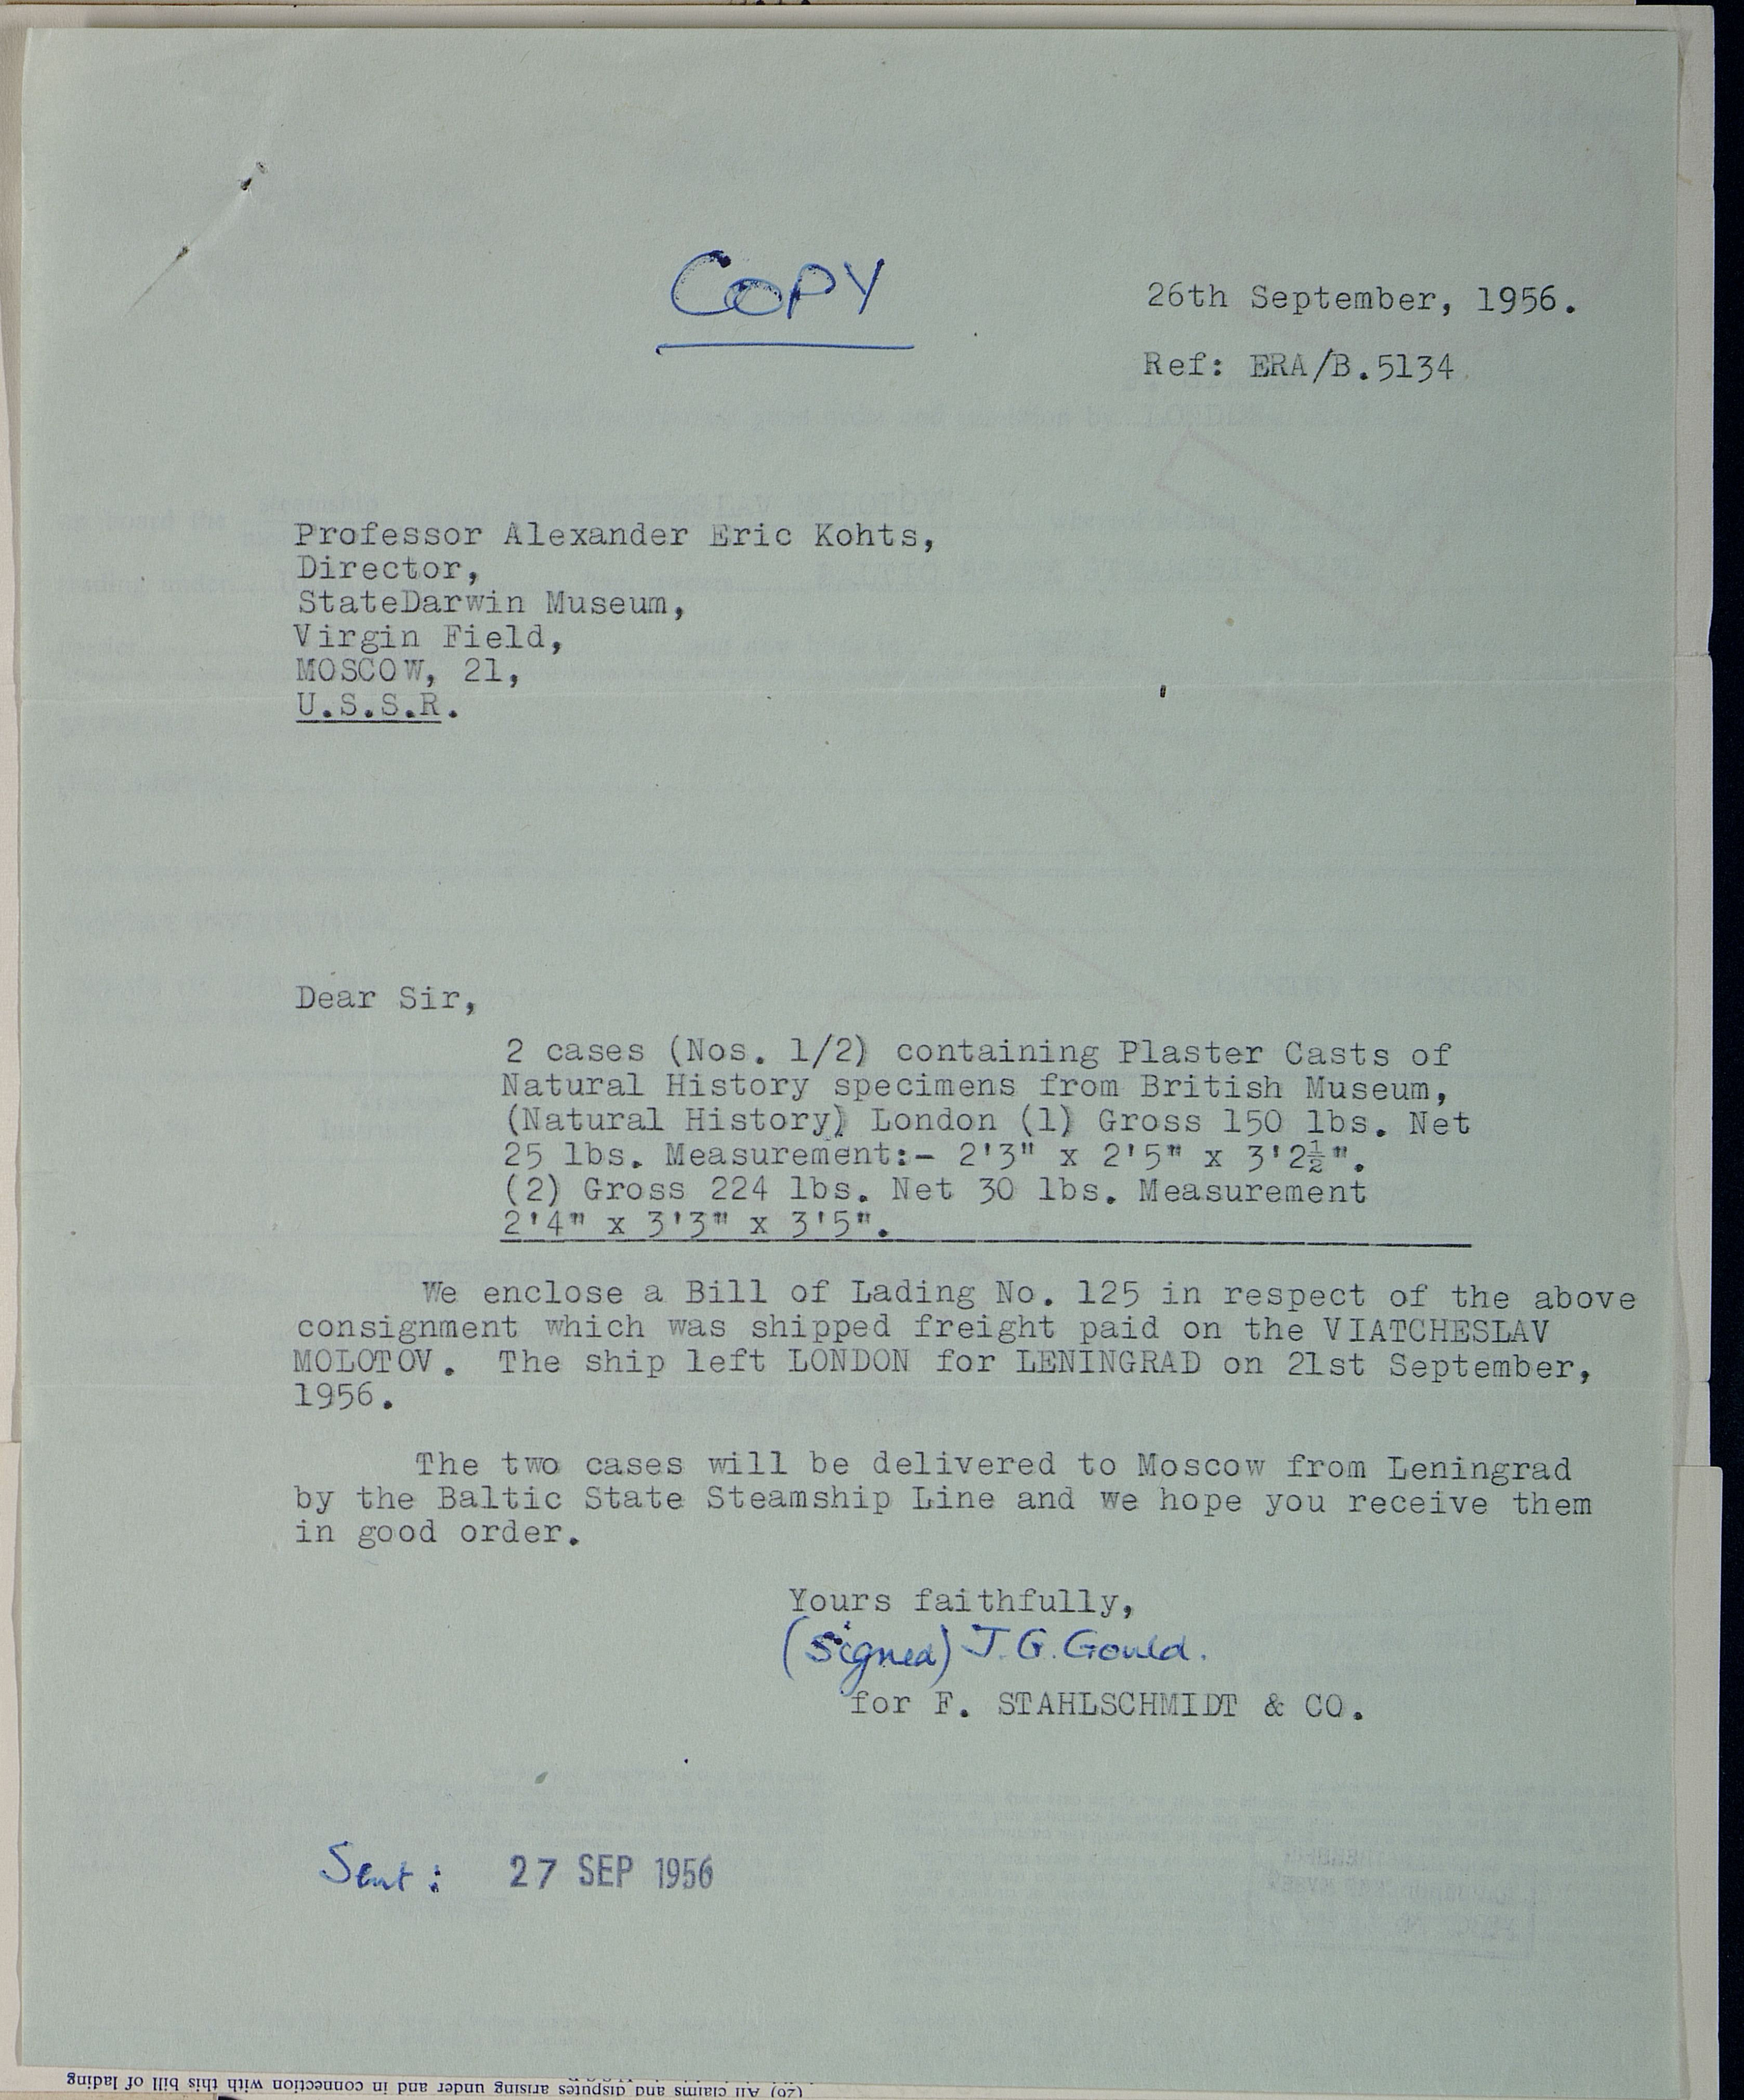 COPY
26th September, 1956.
Ref: ERA/B.5134
Professor Alexander Eric Kohts,
Director,
StateDarwin Museum,
Virgin Field,
MOSCOW, 21,
U.S.S.R.
Dear Sir,
2 cases (Nos. 1/2) containing Plaster Casts of
Natural History specimens from British Museum,
(Natural History) London (1) Gross 150 lbs. Net
25 lbs. Measurement:- 2'3" x 2'5" x 3'2½".
(2) Gross 224 lbs. Net 30 lbs. Measurement
2'4" x 3'3" x 3'5".
We enclose a Bill of Lading No. 125 in respect of the above
consignment which was shipped freight paid on the VIATCHESLAV
MOLOTOV. The ship left LONDON for LENINGRAD on 21st September,
1956.
The two cases will be delivered to Moscow from Leningrad
by the Baltic State Steamship Line and we hope you receive them
in good order.
Yours faithfully,
(signed) J. G. Gould.
for F. STAHLSCHMIDT & CO.
Sent: 27 SEP 1956
(26) All claims and disputes arising under and in connection with this bill of lading